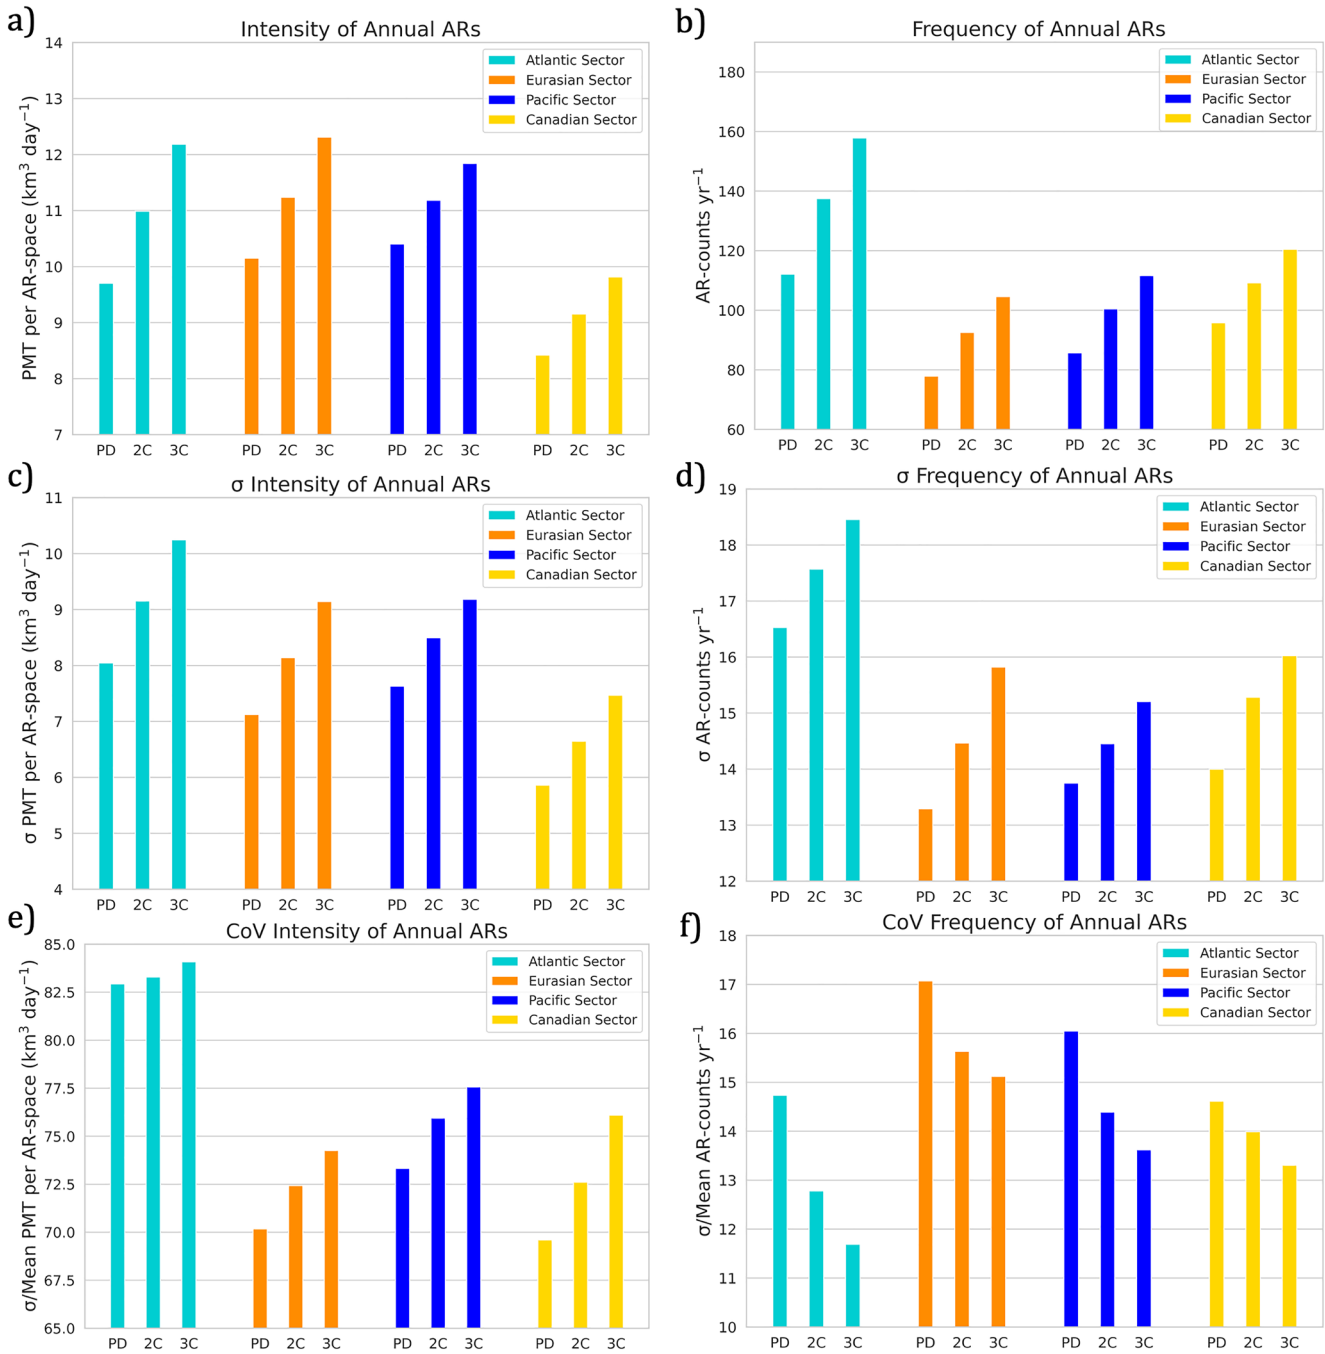 a)
Intensity of Annual ARs
PMT per AR-space (km³ day⁻¹)
14
13
12
11
10
9
8
7
Atlantic Sector
Eurasian Sector
Pacific Sector
Canadian Sector
PD 2C 3C PD 2C 3C PD 2C 3C PD 2C 3C
b)
Frequency of Annual ARs
AR-counts yr⁻¹
180
160
140
120
100
80
60
Atlantic Sector
Eurasian Sector
Pacific Sector
Canadian Sector
PD 2C 3C PD 2C 3C PD 2C 3C PD 2C 3C
c)
σ Intensity of Annual ARs
σ PMT per AR-space (km³ day⁻¹)
11
10
9
8
7
6
5
4
Atlantic Sector
Eurasian Sector
Pacific Sector
Canadian Sector
PD 2C 3C PD 2C 3C PD 2C 3C PD 2C 3C
d)
σ Frequency of Annual ARs
σ AR-counts yr⁻¹
19
18
17
16
15
14
13
12
Atlantic Sector
Eurasian Sector
Pacific Sector
Canadian Sector
PD 2C 3C PD 2C 3C PD 2C 3C PD 2C 3C
e)
CoV Intensity of Annual ARs
σ/Mean PMT per AR-space (km³ day⁻¹)
85.0
82.5
80.0
77.5
75.0
72.5
70.0
67.5
65.0
Atlantic Sector
Eurasian Sector
Pacific Sector
Canadian Sector
PD 2C 3C PD 2C 3C PD 2C 3C PD 2C 3C
f)
CoV Frequency of Annual ARs
σ/Mean AR-counts yr⁻¹
18
17
16
15
14
13
12
11
10
Atlantic Sector
Eurasian Sector
Pacific Sector
Canadian Sector
PD 2C 3C PD 2C 3C PD 2C 3C PD 2C 3C